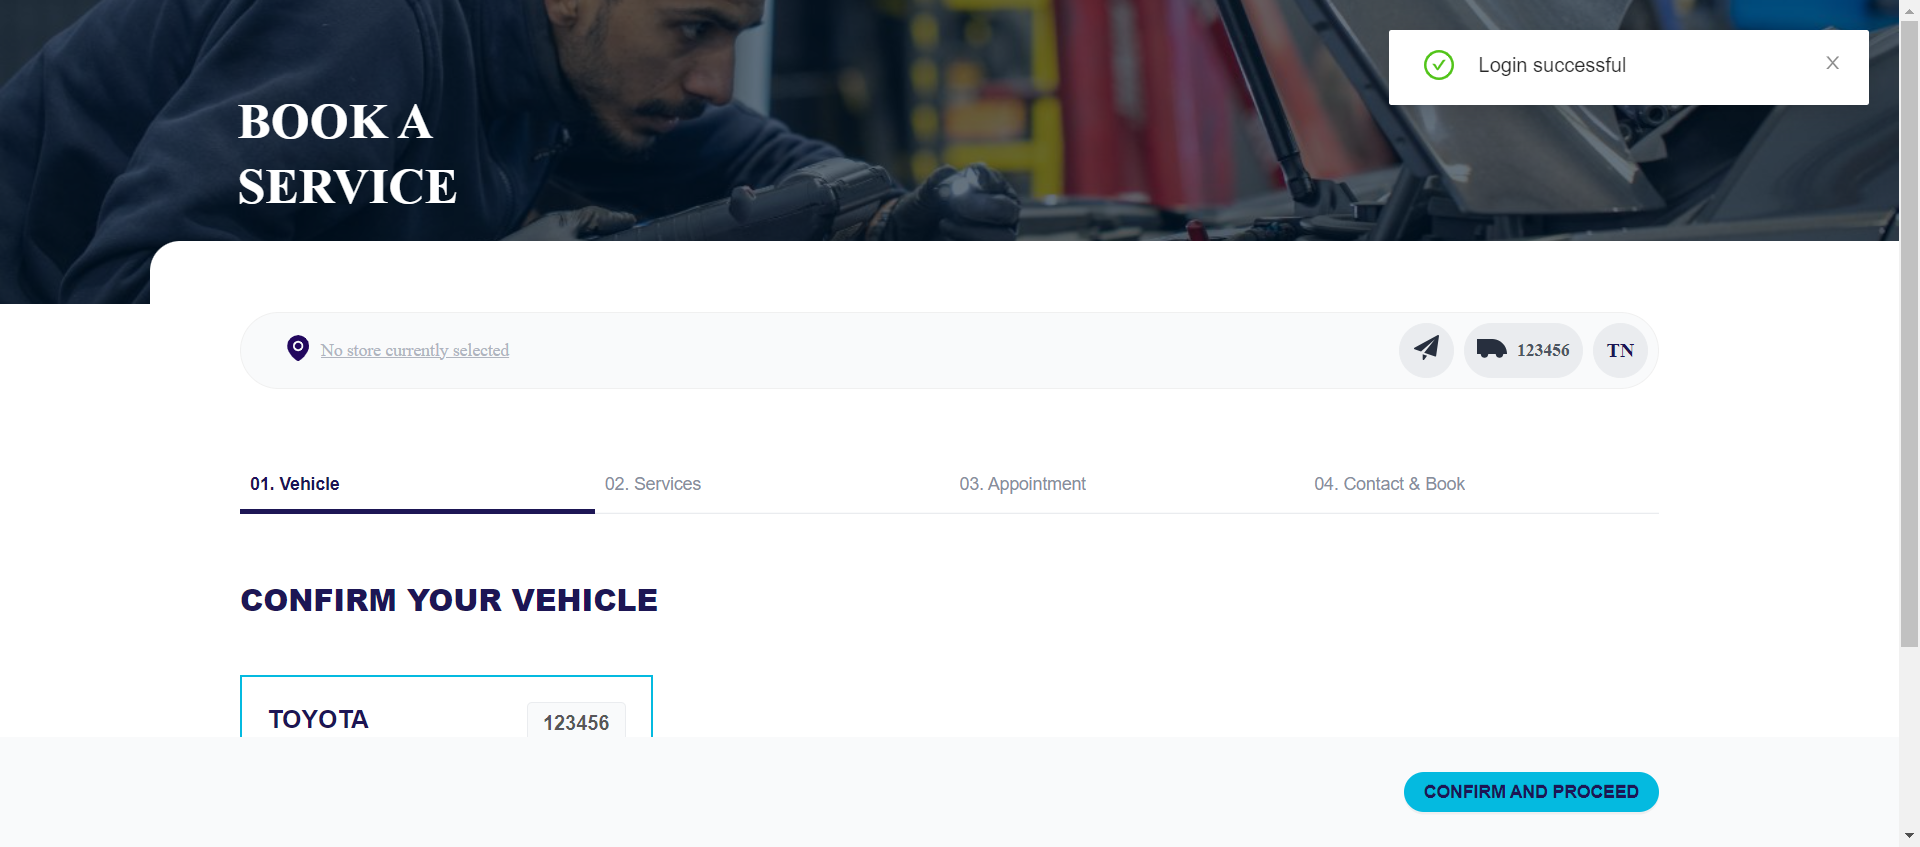 BOOK A
SERVICE
Login successful
No store currently selected
123456
TN
01. Vehicle
02. Services
03. Appointment
04. Contact & Book
CONFIRM YOUR VEHICLE
TOYOTA
123456
CONFIRM AND PROCEED